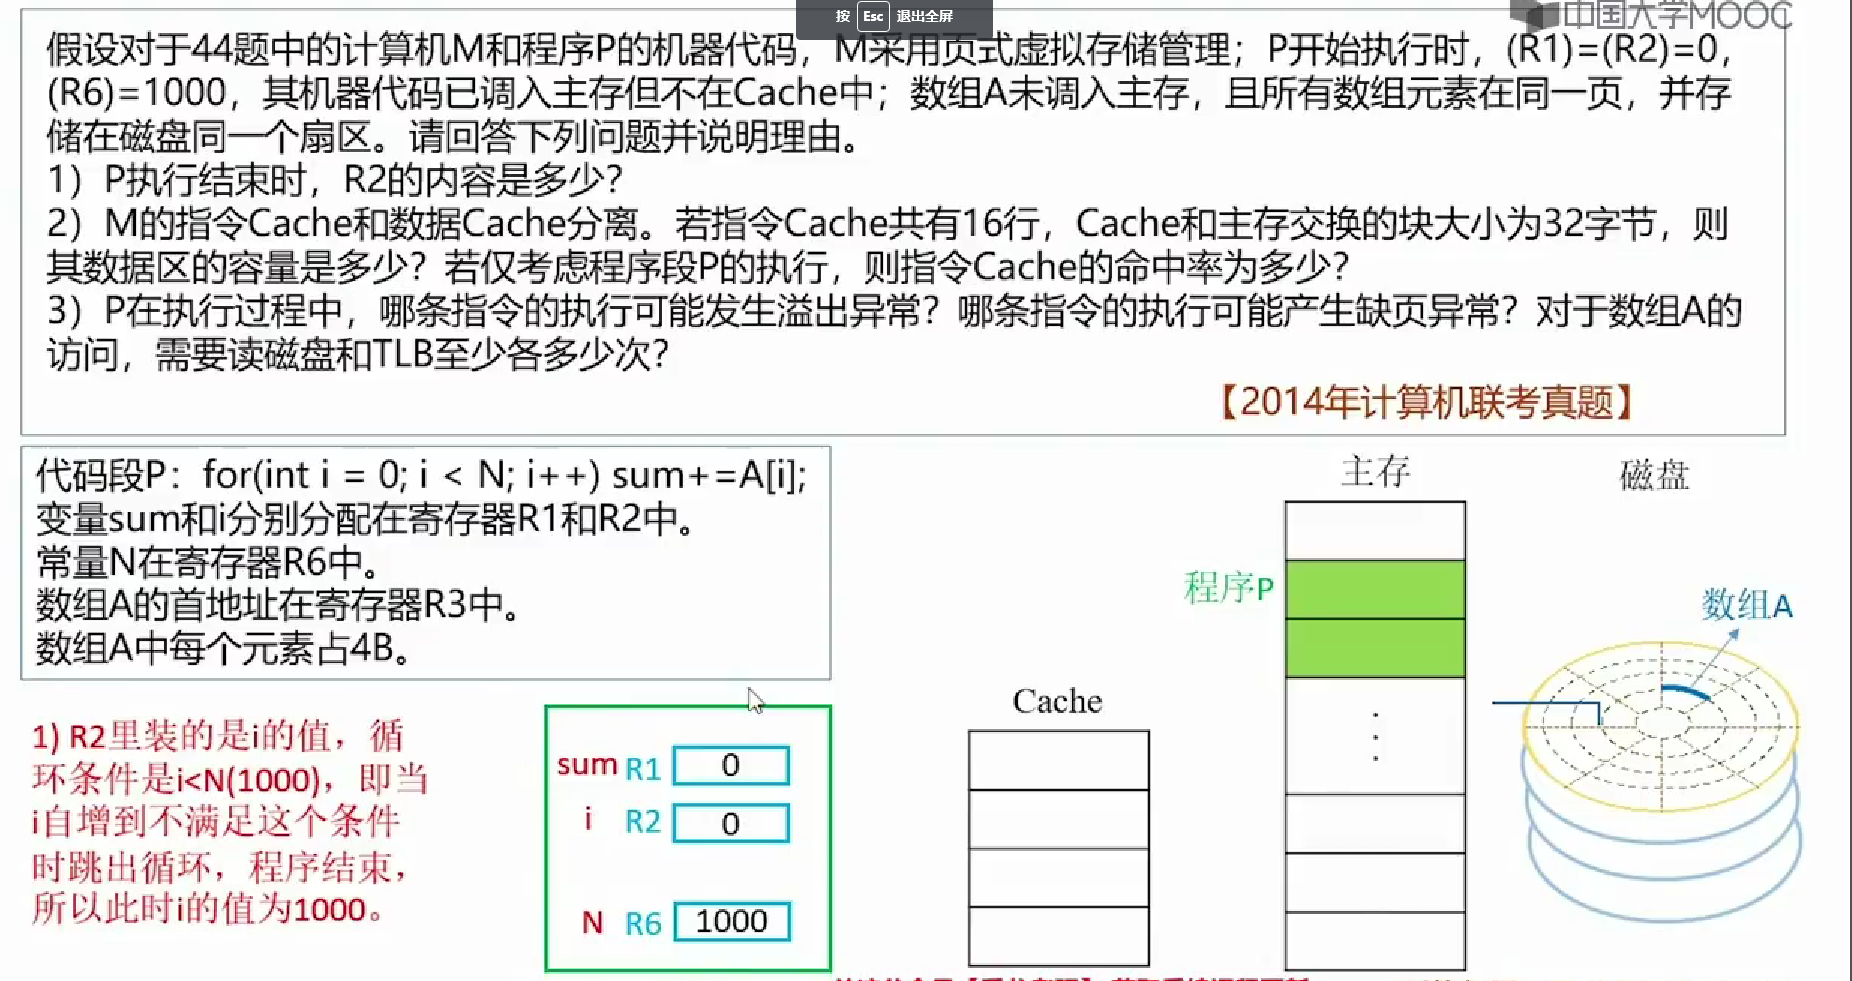 按 Esc 退出全屏
中国大学MOOC
假设对于44题中的计算机M和程序P的机器代码，M采用页式虚拟存储管理；P开始执行时，(R1)=(R2)=0,
(R6)=1000，其机器代码已调入主存但不在Cache中；数组A未调入主存，且所有数组元素在同一页，并存
储在磁盘同一个扇区。请回答下列问题并说明理由。
1）P执行结束时，R2的内容是多少？
2）M的指令Cache和数据Cache分离。若指令Cache共有16行，Cache和主存交换的块大小为32字节，则
其数据区的容量是多少？若仅考虑程序段P的执行，则指令Cache的命中率为多少？
3）P在执行过程中，哪条指令的执行可能发生溢出异常？哪条指令的执行可能产生缺页异常？对于数组A的
访问，需要读磁盘和TLB至少各多少次？
【2014年计算机联考真题】
代码段P：for(int i = 0; i < N; i++) sum+=A[i];
变量sum和i分别分配在寄存器R1和R2中。
常量N在寄存器R6中。
数组A的首地址在寄存器R3中。
数组A中每个元素占4B。
主存
磁盘
程序P
数组A
Cache
1) R2里装的是i的值，循
环条件是i<N(1000)，即当
i自增到不满足这个条件
时跳出循环，程序结束，
所以此时i的值为1000。
sum R1 0
i R2 0
N R6 1000